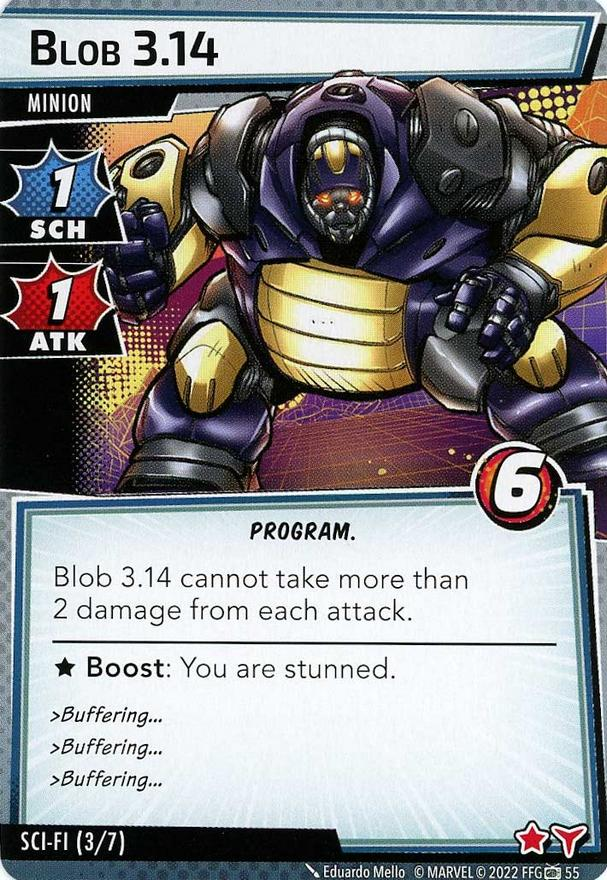 BLOB 3.14
MINION
1
SCH
1
ATK
6
PROGRAM.
Blob 3.14 cannot take more than
2 damage from each attack.
★ Boost: You are stunned.
>Buffering...
>Buffering...
>Buffering...
SCI-FI (3/7)
Eduardo Mello © MARVEL © 2022 FFG 55